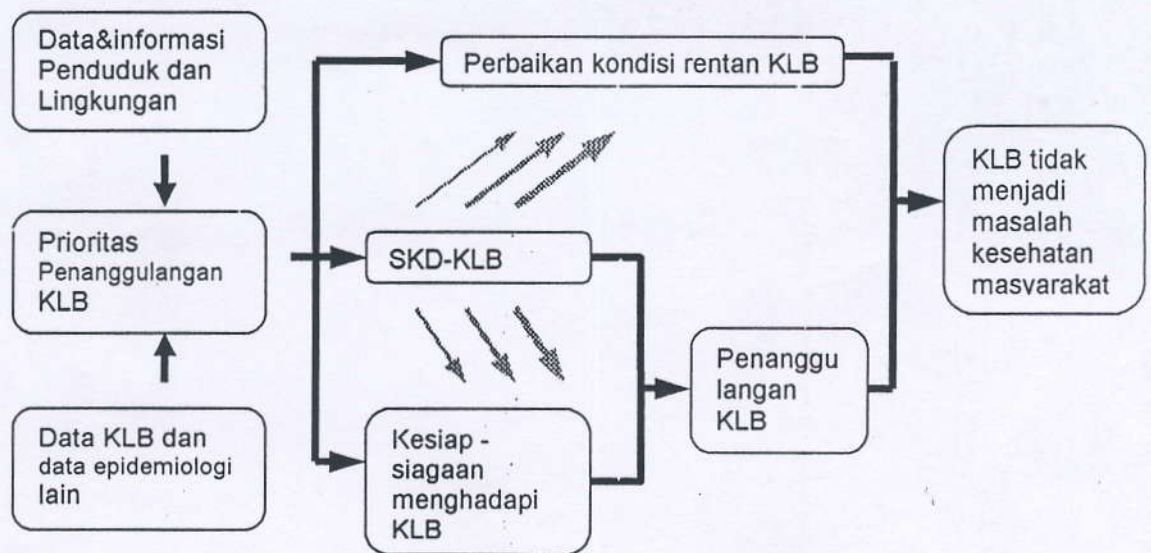 Data&informasi
Penduduk dan
Lingkungan
Prioritas
Penanggulangan
KLB
Data KLB dan
data epidemiologi
lain
Perbaikan kondisi rentan KLB
SKD-KLB
Kesiap -
siagaan
menghadapi
KLB
Penanggu
langan
KLB
KLB tidak
menjadi
masalah
kesehatan
masvarakat